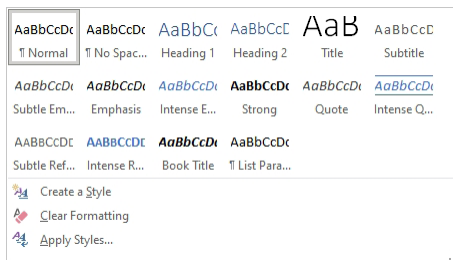 AaBbCcDc AaBbCcDc AaBbCc AaBbCcD AaB AaBbCcD
¶ Normal ¶ No Spac... Heading 1 Heading 2 Title Subtitle
AaBbCcDc AaBbCcDc AaBbCcDc AaBbCcDc AaBbCcDc AaBbCcDc
Subtle Em... Emphasis Intense E... Strong Quote Intense Q...
AABBCCDD AABBCCDD AaBbCcDc AaBbCcDc
Subtle Ref... Intense R... Book Title ¶ List Para...
Create a Style
Clear Formatting
Apply Styles...